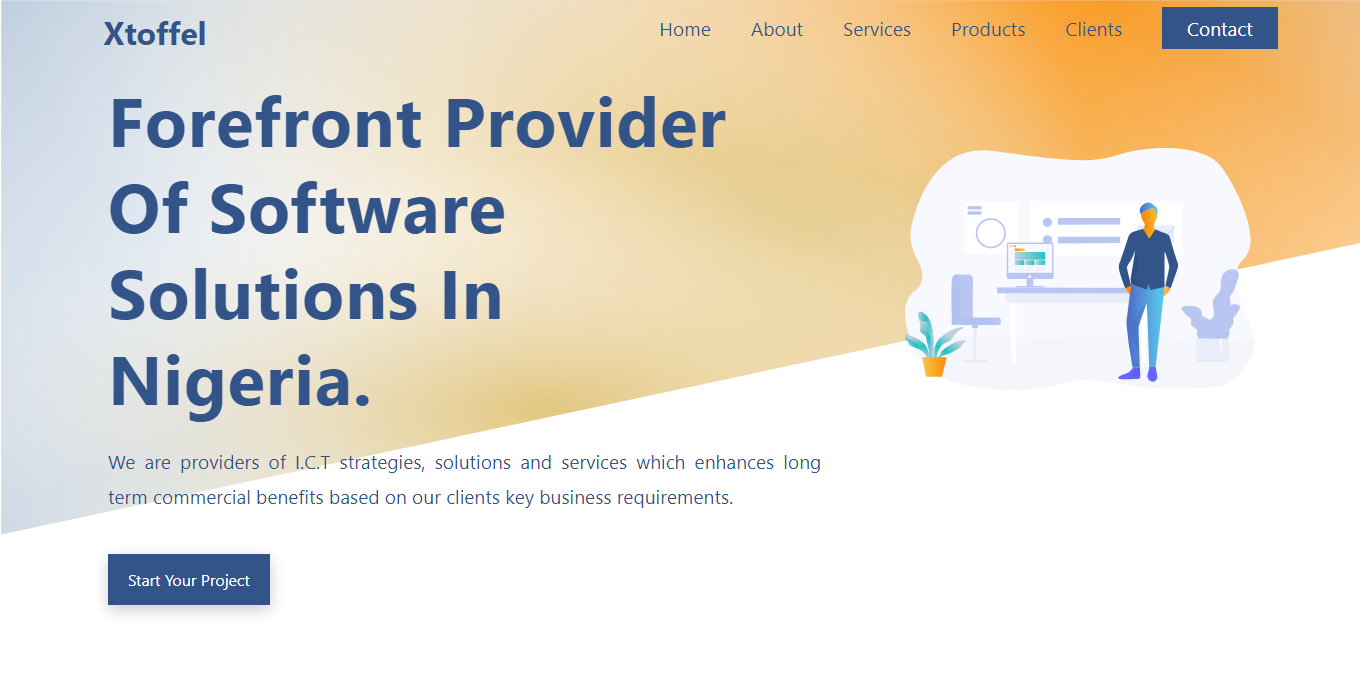 Xtoffel
Home About Services Products Clients Contact
Forefront Provider
Of Software
Solutions In
Nigeria.
We are providers of I.C.T strategies, solutions and services which enhances long
term commercial benefits based on our clients key business requirements.
Start Your Project